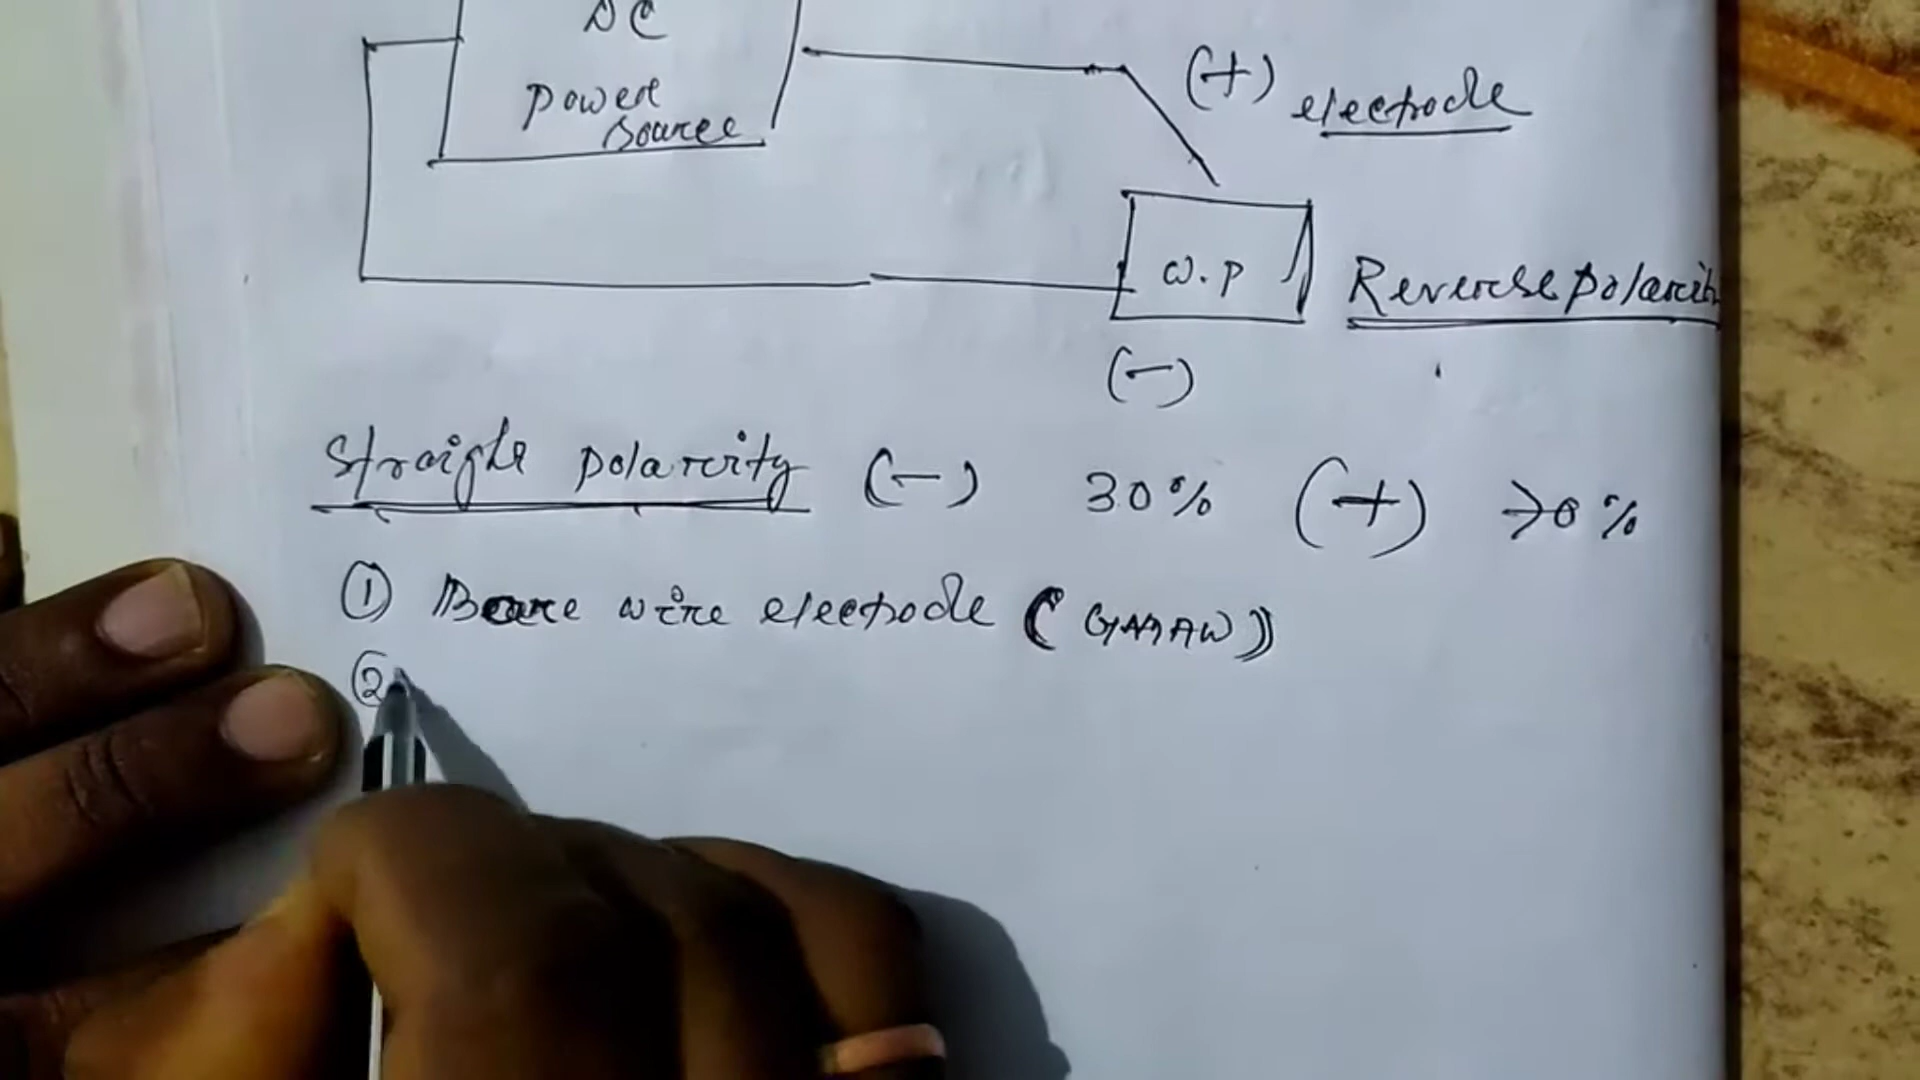 DC
Power
Source
(+) electrode
W.P
Reverse polarity
(-)
Straight polarity (-) 30% (+) 70%
① Bare wire electrode (GMAW)
②